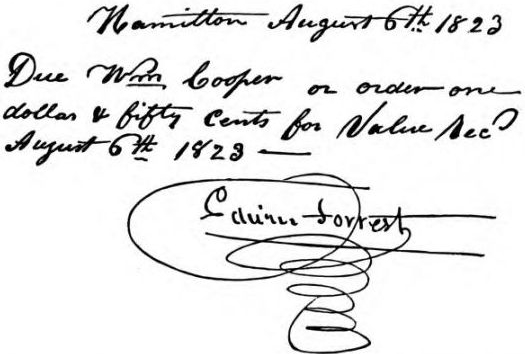 Hamilton August 6th 1823
Due Wm Cooper or order one
dollar & fifty Cents for Value Recd
August 6th 1823 —
Edwin Forrest